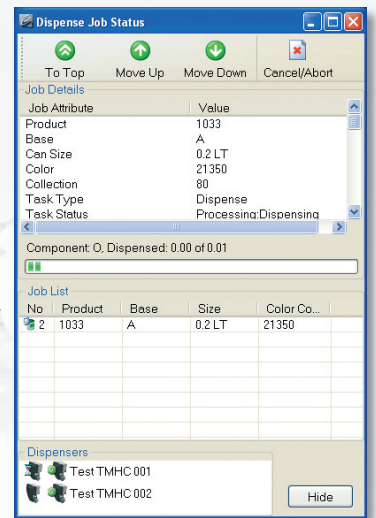 Dispense Job Status
To Top Move Up Move Down Cancel/Abort
Job Details
Job Attribute Value
Product 1033
Base A
Can Size 0.2 LT
Color 21350
Collection 80
Task Type Dispense
Task Status Processing:Dispensing
Component: O, Dispensed: 0.00 of 0.01
Job List
No Product Base Size Color Co...
2 1033 A 0.2 LT 21350
Dispensers
Test TMHC 001
Test TMHC 002
Hide